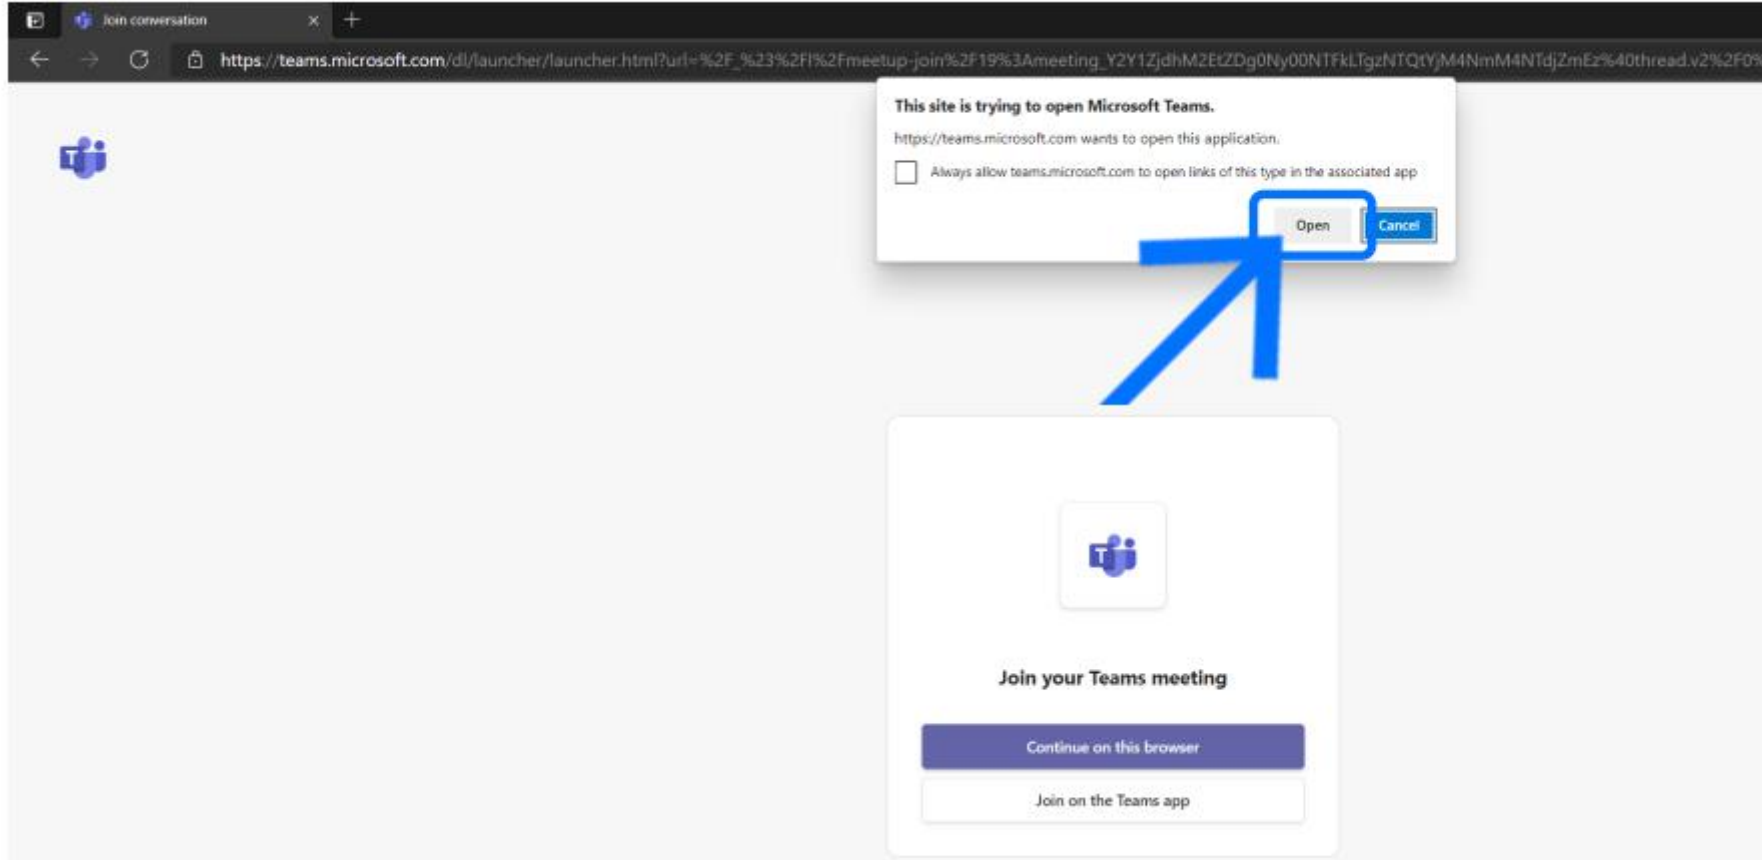 Join conversation
https://teams.microsoft.com/dl/launcher/launcher.html?url=%2F_%23%2Fl%2Fmeetup-join%2F19%3Ameeting_Y2Y1ZjdhM2EtZDg0Ny00NTFkLTgzNTQtYjM4NmM4NTdjZmEz%40thread.v2%2F0%
This site is trying to open Microsoft Teams.
https://teams.microsoft.com wants to open this application.
Always allow teams.microsoft.com to open links of this type in the associated app
Open Cancel
Join your Teams meeting
Continue on this browser
Join on the Teams app